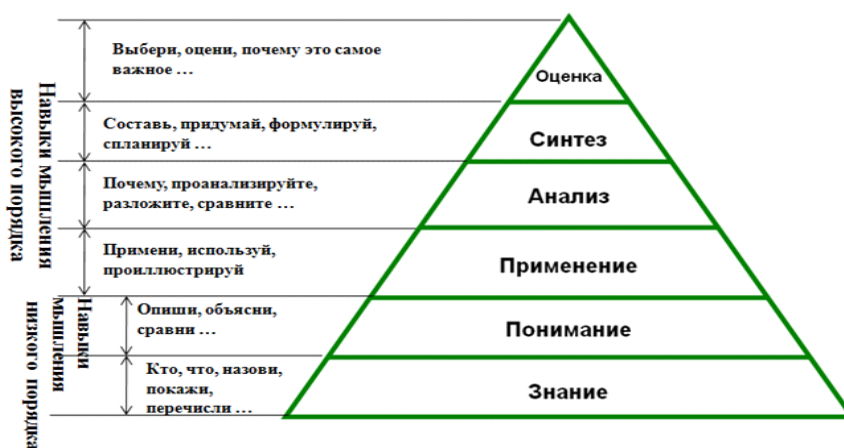 Навыки мышления
высокого порядка
Выбери, оцени, почему это самое
важное …
Оценка
Составь, придумай, формулируй,
спланируй …
Синтез
Почему, проанализируйте,
разложите, сравните …
Анализ
Примени, используй,
проиллюстрируй
Применение
Навыки
мышления
низкого порядка
Опиши, объясни,
сравни …
Понимание
Кто, что, назови,
покажи,
перечисли …
Знание